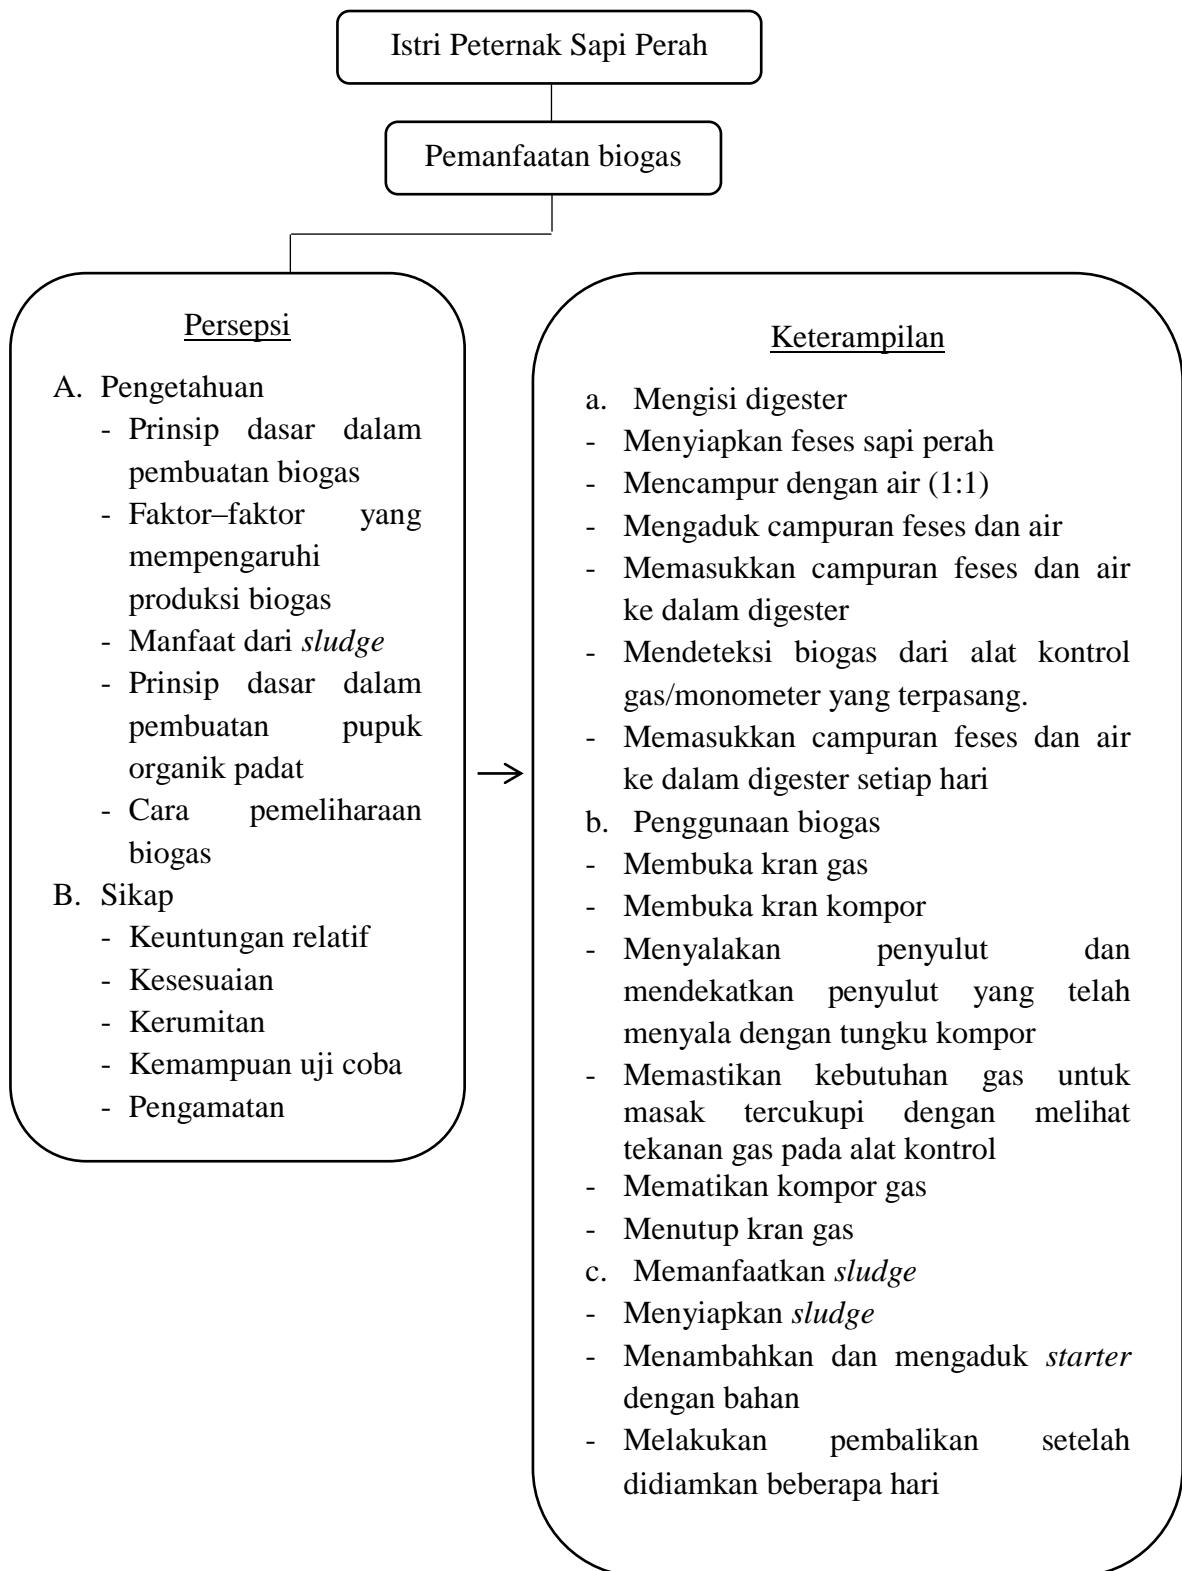 Istri Peternak Sapi Perah
Pemanfaatan biogas
Persepsi
A. Pengetahuan
- Prinsip dasar dalam
pembuatan biogas
- Faktor–faktor yang
mempengaruhi
produksi biogas
- Manfaat dari sludge
- Prinsip dasar dalam
pembuatan pupuk
organik padat
- Cara pemeliharaan
biogas
B. Sikap
- Keuntungan relatif
- Kesesuaian
- Kerumitan
- Kemampuan uji coba
- Pengamatan
Keterampilan
a. Mengisi digester
- Menyiapkan feses sapi perah
- Mencampur dengan air (1:1)
- Mengaduk campuran feses dan air
- Memasukkan campuran feses dan air
ke dalam digester
- Mendeteksi biogas dari alat kontrol
gas/monometer yang terpasang.
- Memasukkan campuran feses dan air
ke dalam digester setiap hari
b. Penggunaan biogas
- Membuka kran gas
- Membuka kran kompor
- Menyalakan penyulut dan
mendekatkan penyulut yang telah
menyala dengan tungku kompor
- Memastikan kebutuhan gas untuk
masak tercukupi dengan melihat
tekanan gas pada alat kontrol
- Mematikan kompor gas
- Menutup kran gas
c. Memanfaatkan sludge
- Menyiapkan sludge
- Menambahkan dan mengaduk starter
dengan bahan
- Melakukan pembalikan setelah
didiamkan beberapa hari